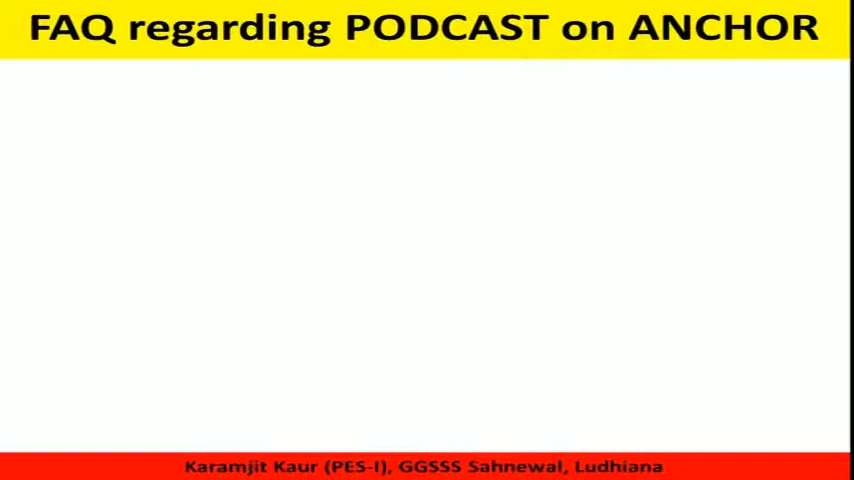 FAQ regarding PODCAST on ANCHOR
Karamjit Kaur (PES-I), GGSSS Sahnewal, Ludhiana